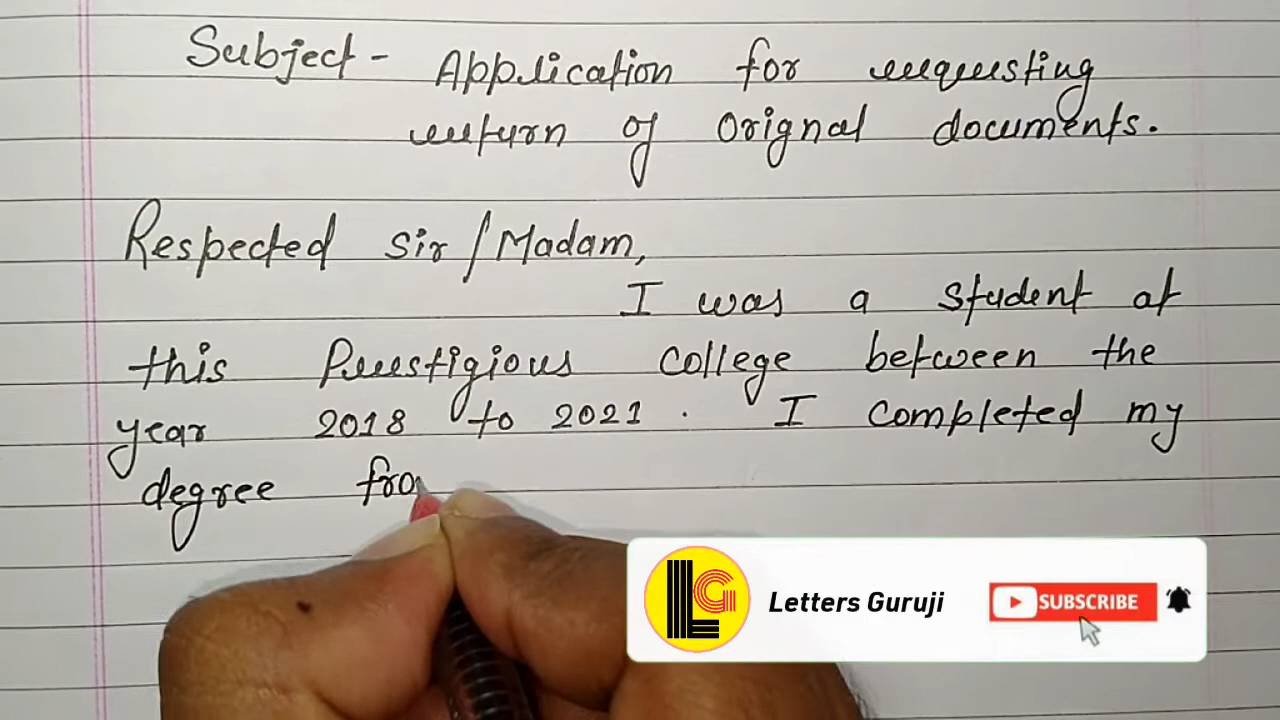 Subject - Application for requesting
return of Orignal documents.
Respected Sir/Madam,
I was a student at
this Prestigious College between the
year 2018 to 2021. I completed my
degree fro
LG
Letters Guruji
SUBSCRIBE